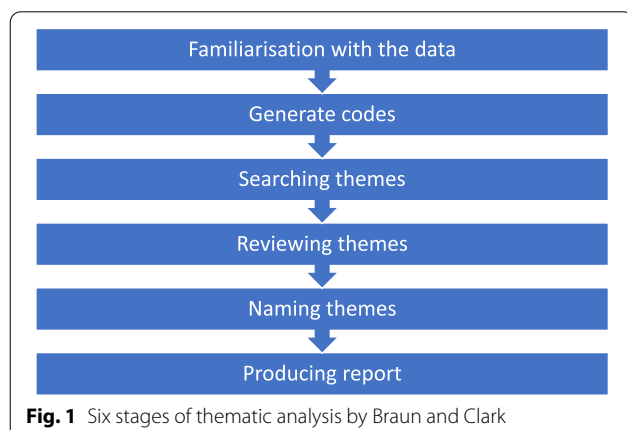 Familiarisation with the data
Generate codes
Searching themes
Reviewing themes
Naming themes
Producing report
Fig. 1 Six stages of thematic analysis by Braun and Clark